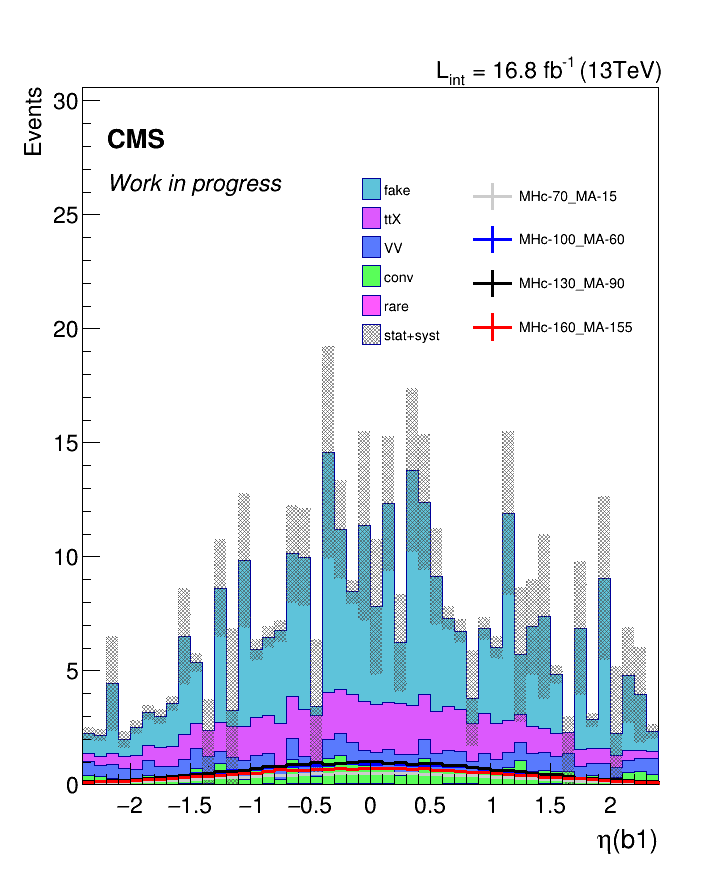 L_int = 16.8 fb^-1 (13TeV)
Events
CMS
Work in progress
fake
ttX
VV
conv
rare
stat+syst
MHc-70_MA-15
MHc-100_MA-60
MHc-130_MA-90
MHc-160_MA-155
30
25
20
15
10
5
0
−2 −1.5 −1 −0.5 0 0.5 1 1.5 2
η(b1)